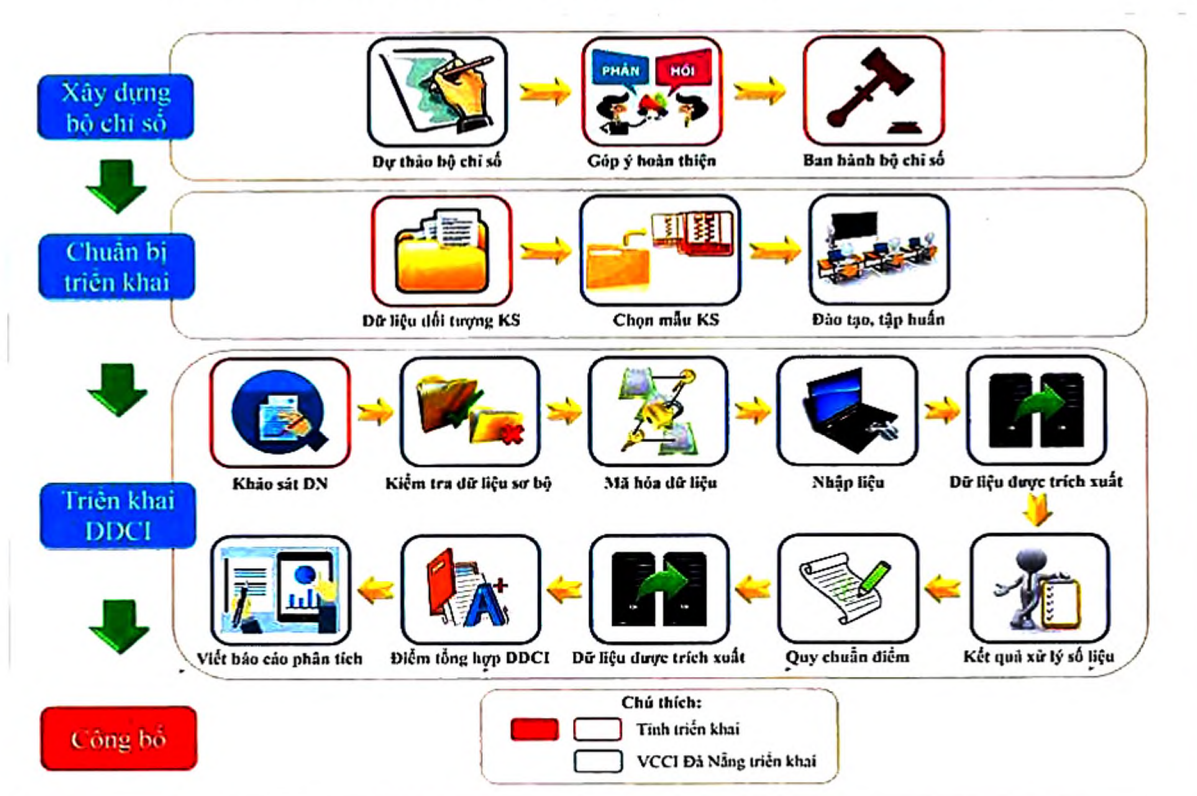 Xây dựng
bộ chỉ số
PHẢN HỒI
Dự thảo bộ chỉ số
Góp ý hoàn thiện
Ban hành bộ chỉ số
Chuẩn bị
triển khai
Dữ liệu đối tượng KS
Chọn mẫu KS
Đào tạo, tập huấn
Khảo sát DN
Kiểm tra dữ liệu sơ bộ
Mã hóa dữ liệu
Nhập liệu
Dữ liệu được trích xuất
Triển khai
DDCI
Viết báo cáo phân tích
Điểm tổng hợp DDCI
Dữ liệu được trích xuất
Quy chuẩn điểm
Kết quả xử lý số liệu
Công bố
Chú thích:
Tỉnh triển khai
VCCI Đà Nẵng triển khai